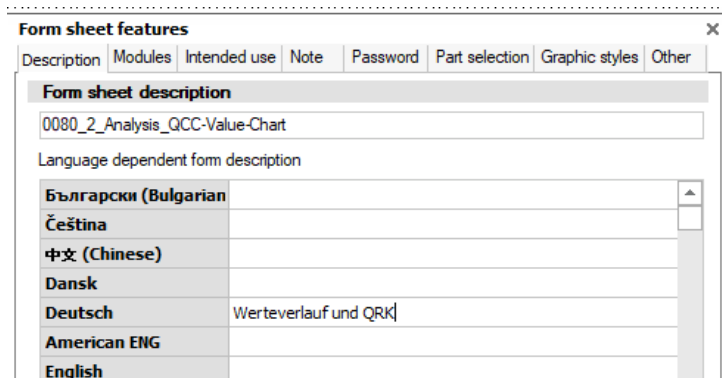 Form sheet features
Description Modules Intended use Note Password Part selection Graphic styles Other
Form sheet description
0080_2_Analysis_QCC-Value-Chart
Language dependent form description
Български (Bulgarian
Čeština
中文 (Chinese)
Dansk
Deutsch Werteverlauf und QRK
American ENG
English